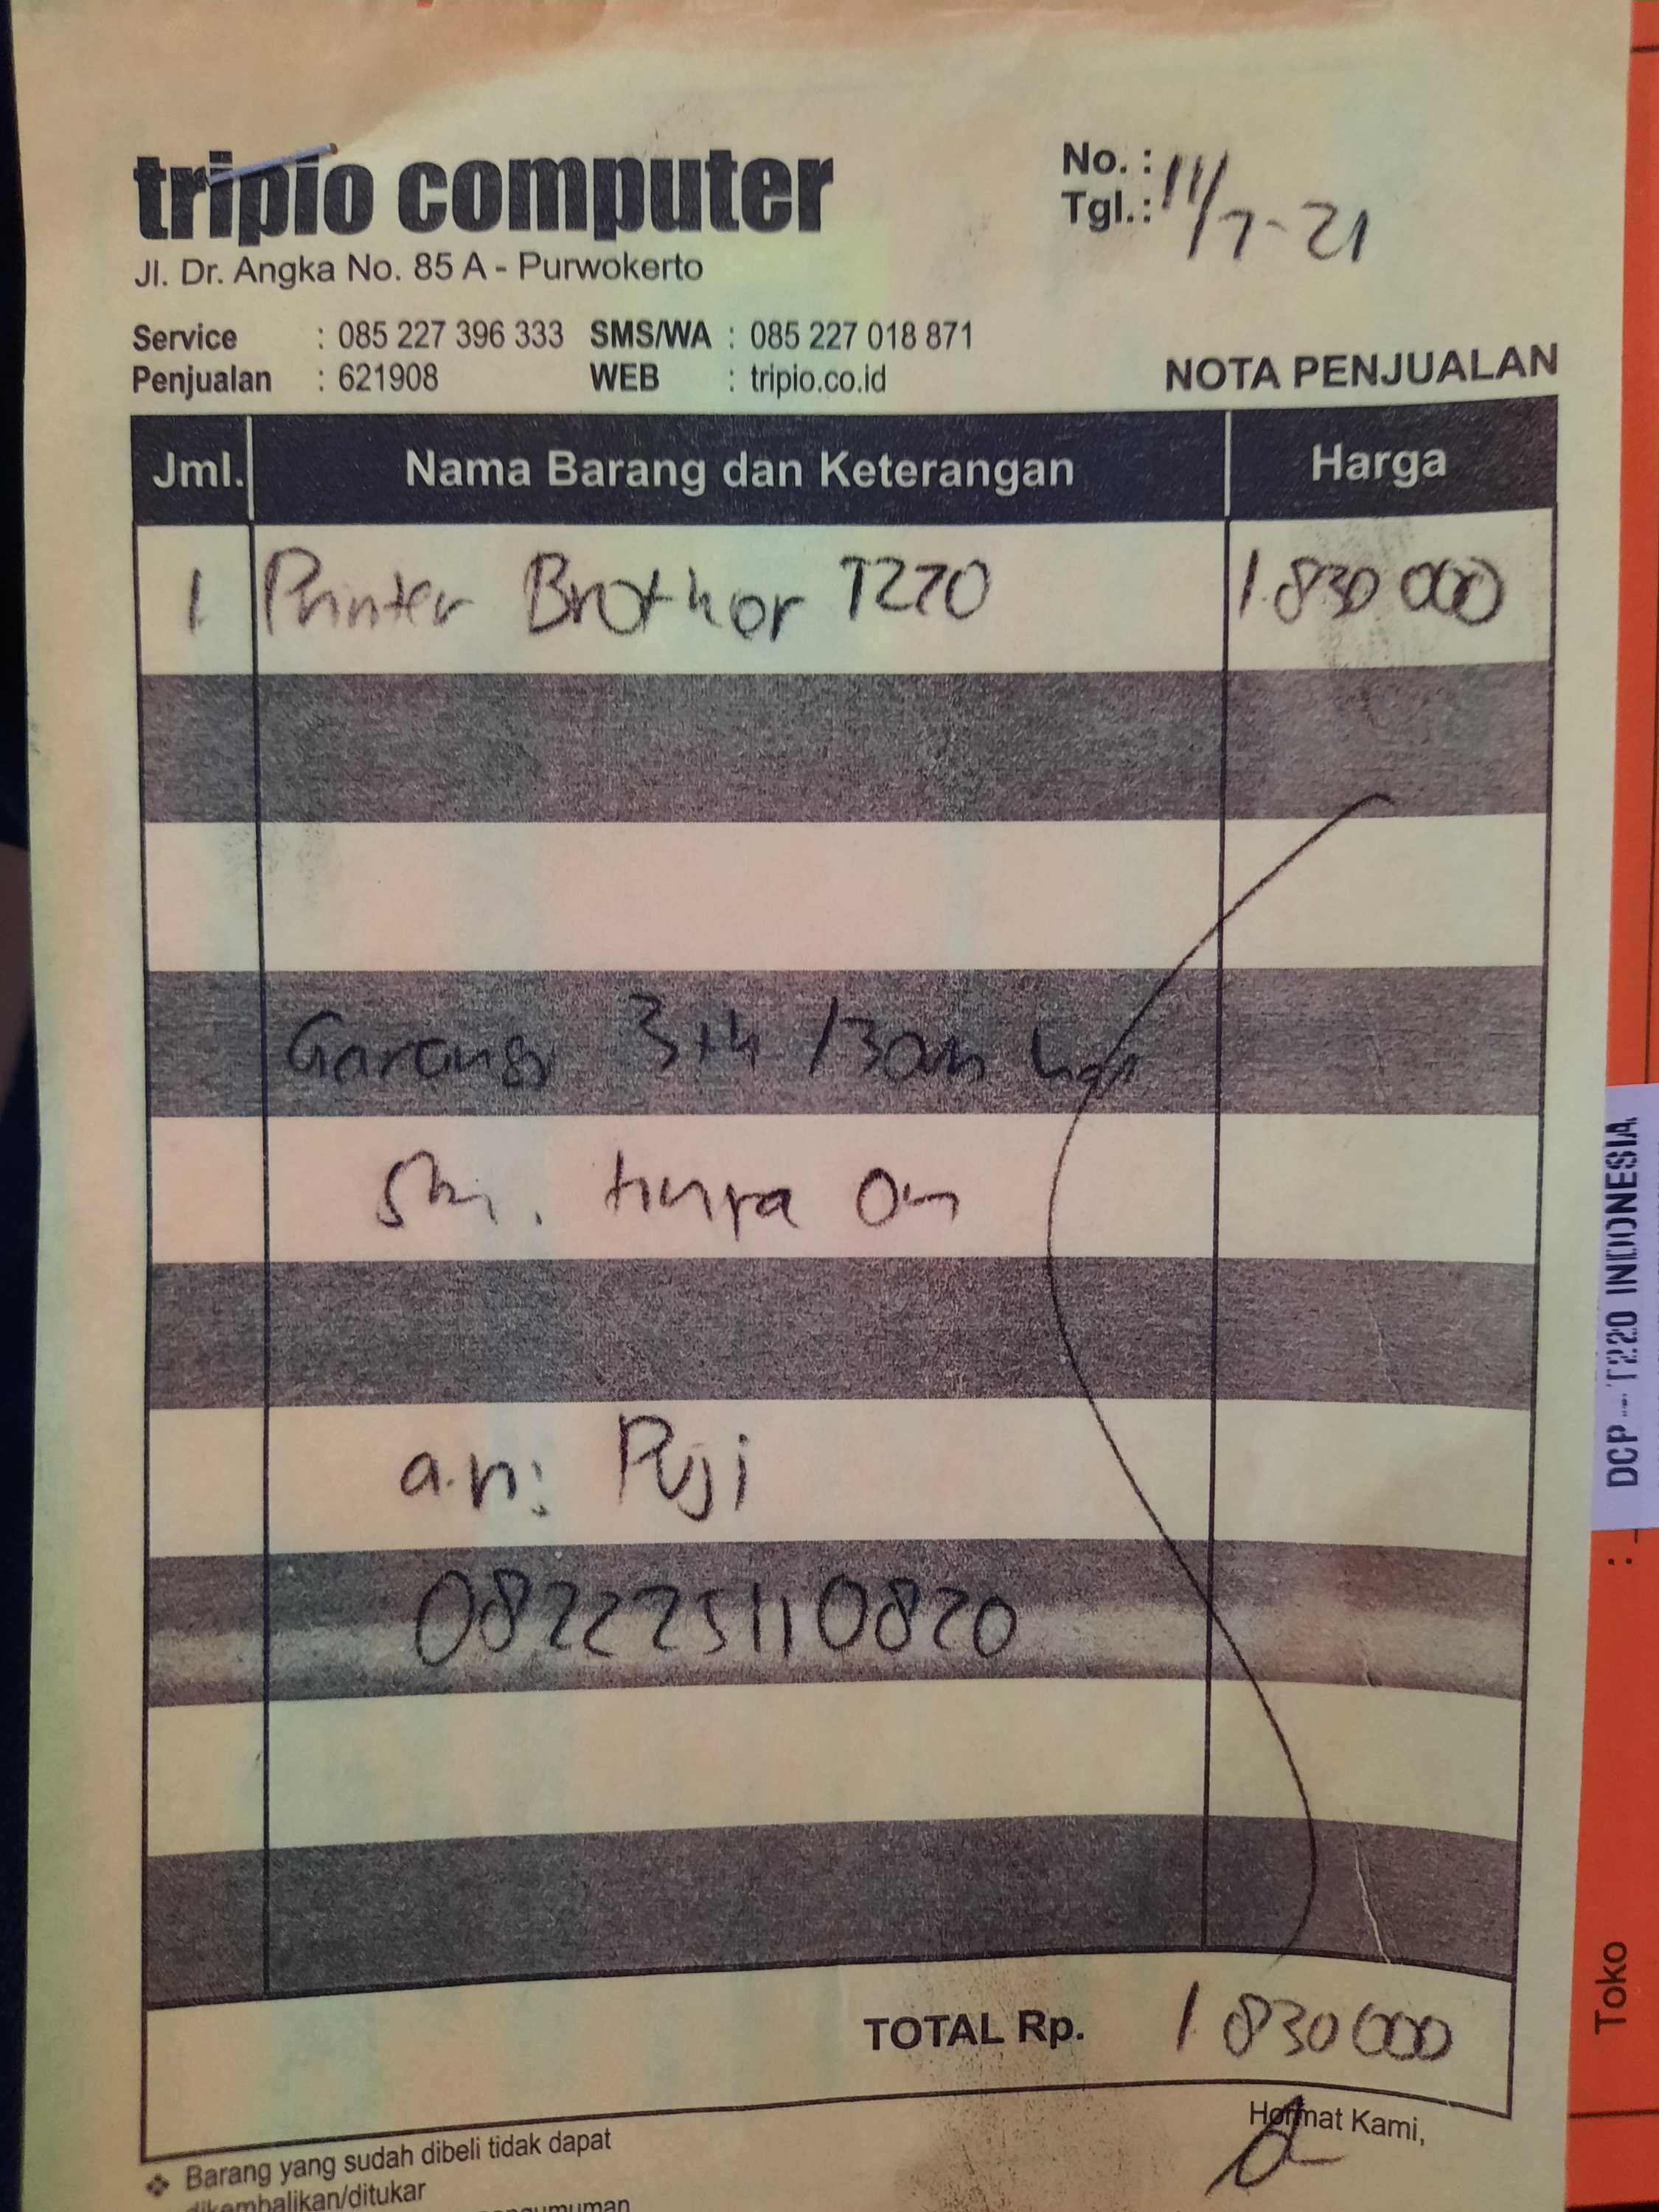 tripio computer
Jl. Dr. Angka No. 85 A - Purwokerto
No. :
Tgl.: 11/7-21
Service : 085 227 396 333 SMS/WA : 085 227 018 871
Penjualan : 621908 WEB : tripio.co.id
NOTA PENJUALAN
Jml. Nama Barang dan Keterangan Harga
1 Printer Brother T220 1.830 000
Garansi 3th /30
an
a.n: Puji
082225110820
TOTAL Rp. 1 830 000
Hormat Kami,
❖ Barang yang sudah dibeli tidak dapat
dikembalikan/ditukar
DCP-T220 INDONESIA
:
Toko